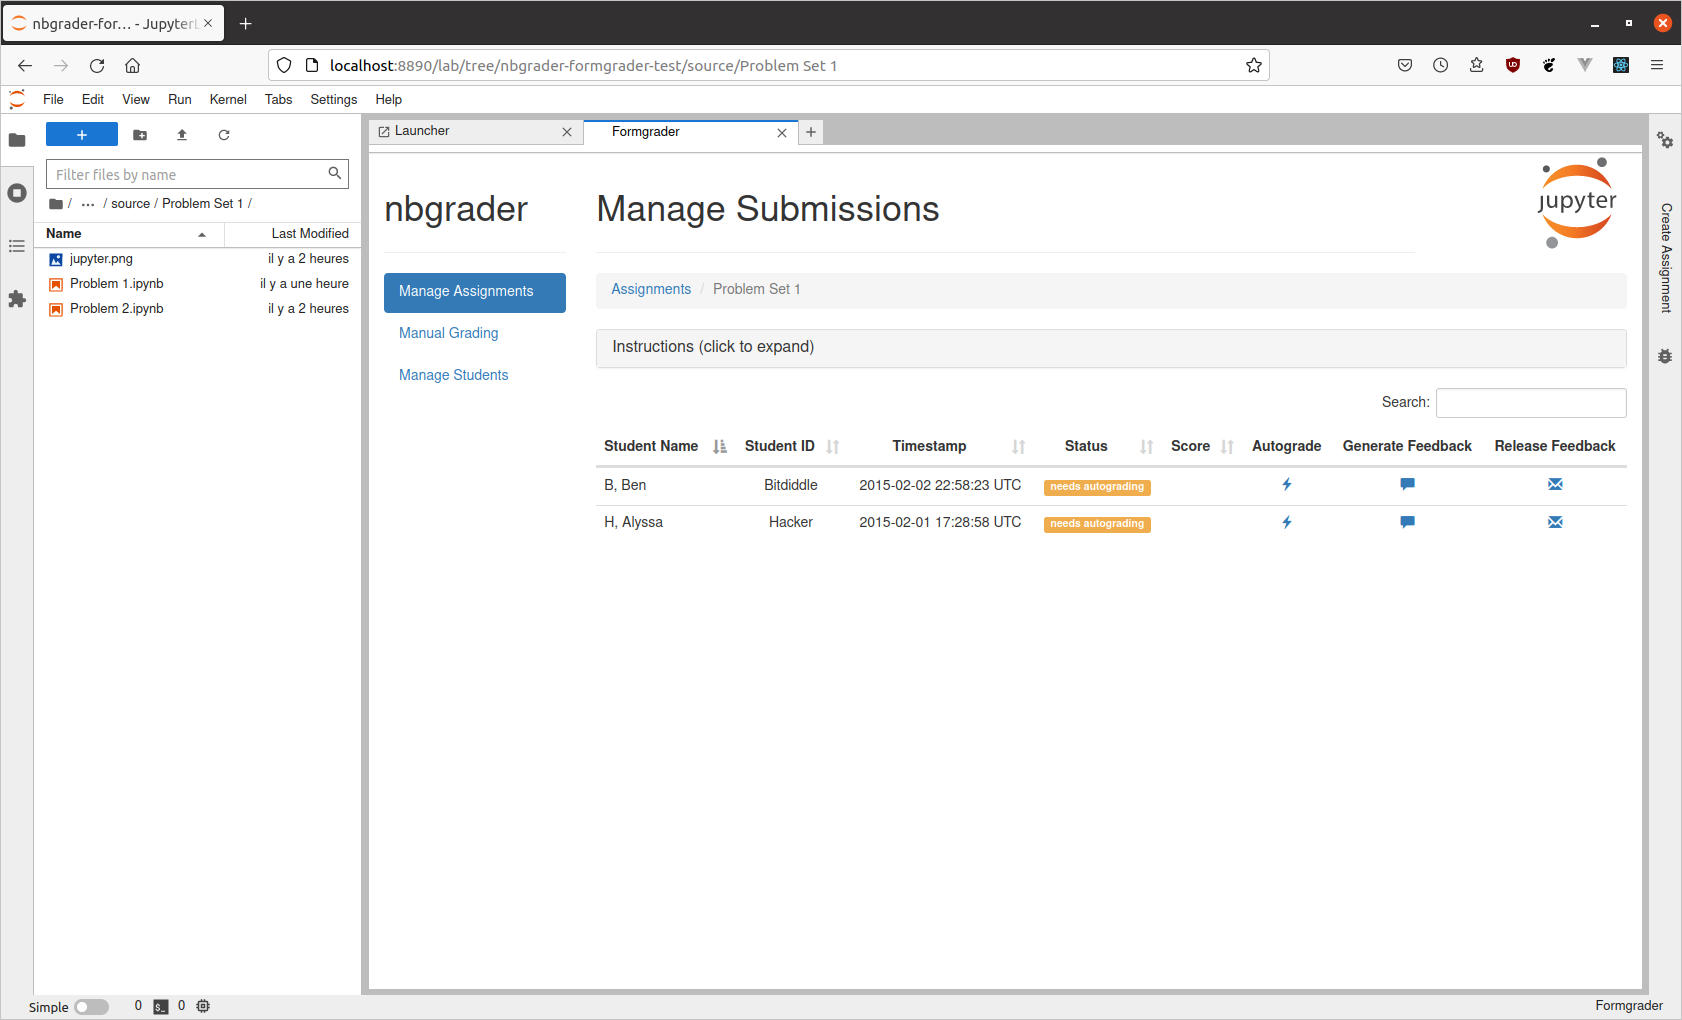 nbgrader-for… - JupyterL
localhost:8890/lab/tree/nbgrader-formgrader-test/source/Problem Set 1
File Edit View Run Kernel Tabs Settings Help
+
Filter files by name
/ … / source / Problem Set 1 /
Name Last Modified
jupyter.png il y a 2 heures
Problem 1.ipynb il y a une heure
Problem 2.ipynb il y a 2 heures
Launcher
Formgrader
nbgrader
Manage Assignments
Manual Grading
Manage Students
Manage Submissions
jupyter
Assignments / Problem Set 1
Instructions (click to expand)
Search:
Student Name Student ID Timestamp Status Score Autograde Generate Feedback Release Feedback
B, Ben Bitdiddle 2015-02-02 22:58:23 UTC needs autograding
H, Alyssa Hacker 2015-02-01 17:28:58 UTC needs autograding
Create Assignment
Simple 0 $_ 0 Formgrader